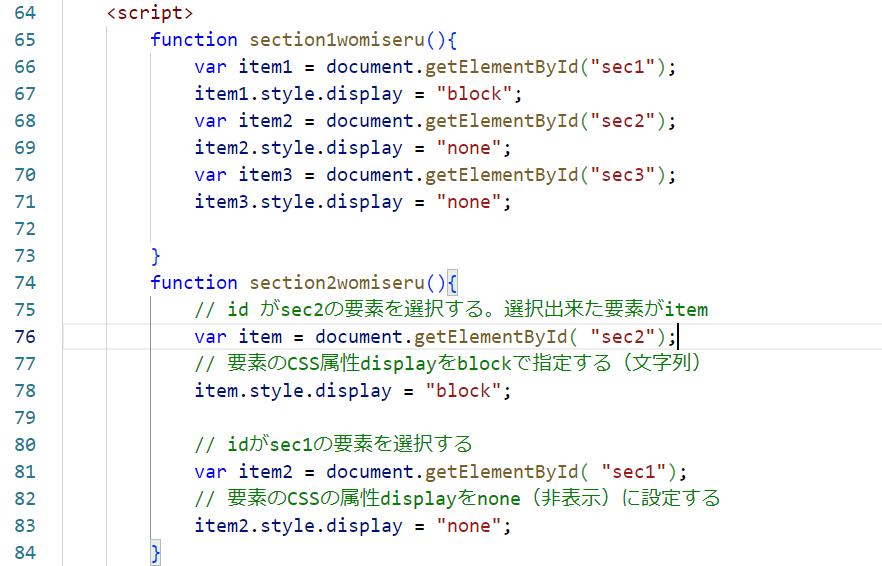 64 <script>
65 function section1womiseru(){
66 var item1 = document.getElementById("sec1");
67 item1.style.display = "block";
68 var item2 = document.getElementById("sec2");
69 item2.style.display = "none";
70 var item3 = document.getElementById("sec3");
71 item3.style.display = "none";
72
73 }
74 function section2womiseru(){
75 // id がsec2の要素を選択する。選択出来た要素がitem
76 var item = document.getElementById( "sec2");
77 // 要素のCSS属性displayをblockで指定する（文字列）
78 item.style.display = "block";
79
80 // idがsec1の要素を選択する
81 var item2 = document.getElementById( "sec1");
82 // 要素のCSSの属性displayをnone（非表示）に設定する
83 item2.style.display = "none";
84 }